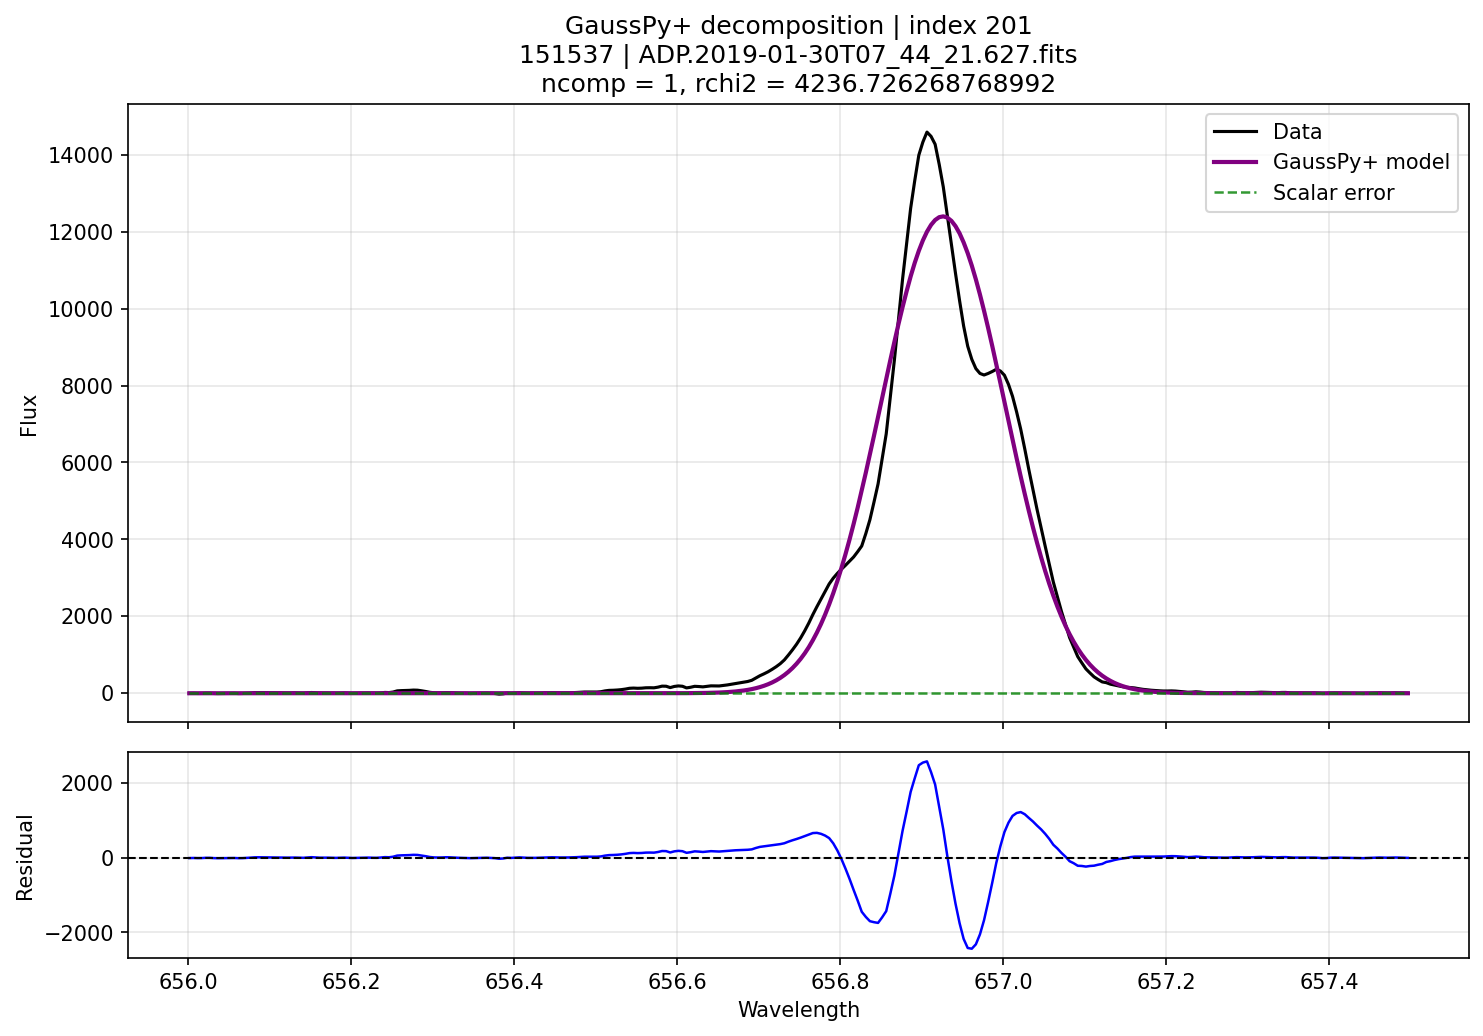 GaussPy+ decomposition | index 201
151537 | ADP.2019-01-30T07_44_21.627.fits
ncomp = 1, rchi2 = 4236.726268768992
Data
GaussPy+ model
Scalar error
Flux
14000
12000
10000
8000
6000
4000
2000
0
Residual
2000
0
−2000
656.0 656.2 656.4 656.6 656.8 657.0 657.2 657.4
Wavelength